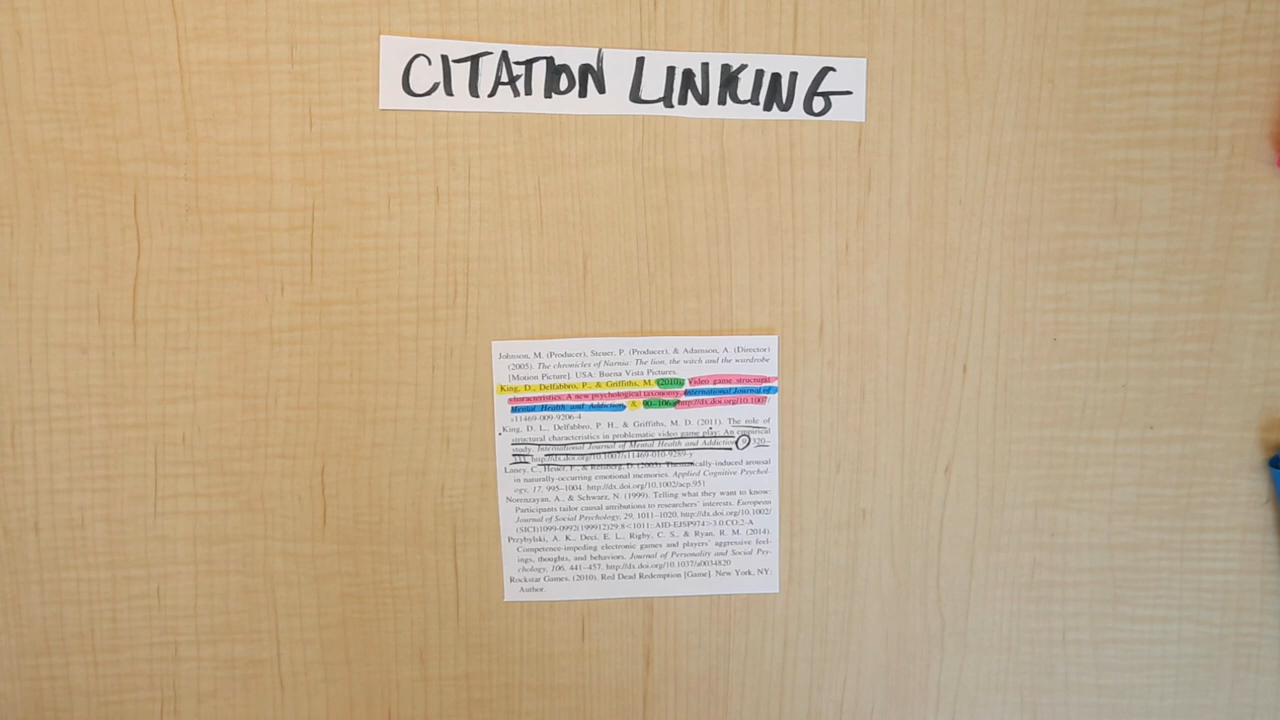 CITATION LINKING
Johnson, M. (Producer), Steuer, P. (Producer), & Adamson, A. (Director)
(2005). The chronicles of Narnia: The lion, the witch and the wardrobe
[Motion Picture]. USA: Buena Vista Pictures.
King, D., Delfabbro, P., & Griffiths, M. (2010). Video game structural
characteristics: A new psychological taxonomy. International Journal of
Mental Health and Addiction, 8, 90–106. http://dx.doi.org/10.1007/
s11469-009-9206-4
King, D. L., Delfabbro, P. H., & Griffiths, M. D. (2011). The role of
structural characteristics in problematic video game play: An empirical
study. International Journal of Mental Health and Addiction, 9, 320–
333. http://dx.doi.org/10.1007/s11469-010-9289-y
Laney, C., Heuer, F., & Reisberg, D. (2003). Thematically-induced arousal
in naturally-occurring emotional memories. Applied Cognitive Psychol-
ogy, 17, 995–1004. http://dx.doi.org/10.1002/acp.951
Norenzayan, A., & Schwarz, N. (1999). Telling what they want to know:
Participants tailor causal attributions to researchers' interests. European
Journal of Social Psychology, 29, 1011–1020. http://dx.doi.org/10.1002/
(SICI)1099-0992(199912)29:8<1011::AID-EJSP974>3.0.CO;2-A
Przybylski, A. K., Deci, E. L., Rigby, C. S., & Ryan, R. M. (2014).
Competence-impeding electronic games and players' aggressive feel-
ings, thoughts, and behaviors. Journal of Personality and Social Psy-
chology, 106, 441–457. http://dx.doi.org/10.1037/a0034820
Rockstar Games. (2010). Red Dead Redemption [Game]. New York, NY:
Author.